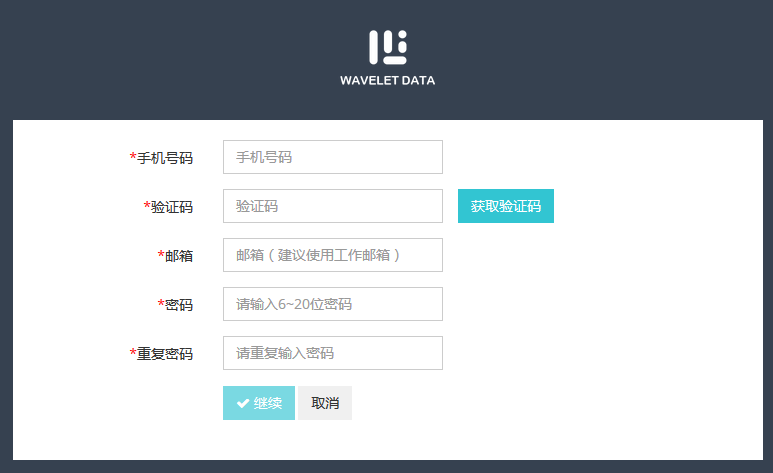 WAVELET DATA
*手机号码 手机号码
*验证码 验证码 获取验证码
*邮箱 邮箱（建议使用工作邮箱）
*密码 请输入6~20位密码
*重复密码 请重复输入密码
继续 取消